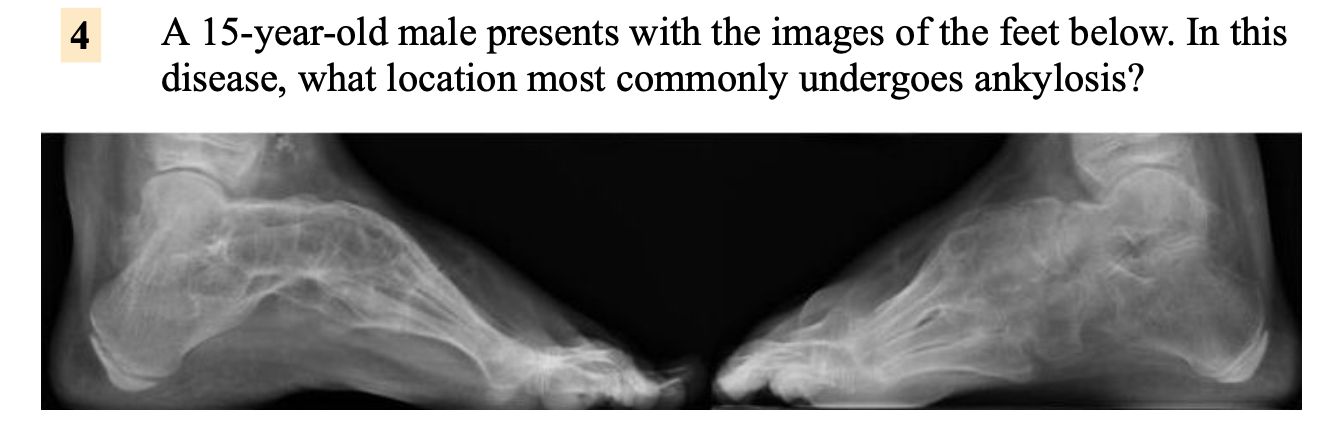 4 A 15-year-old male presents with the images of the feet below. In this
disease, what location most commonly undergoes ankylosis?